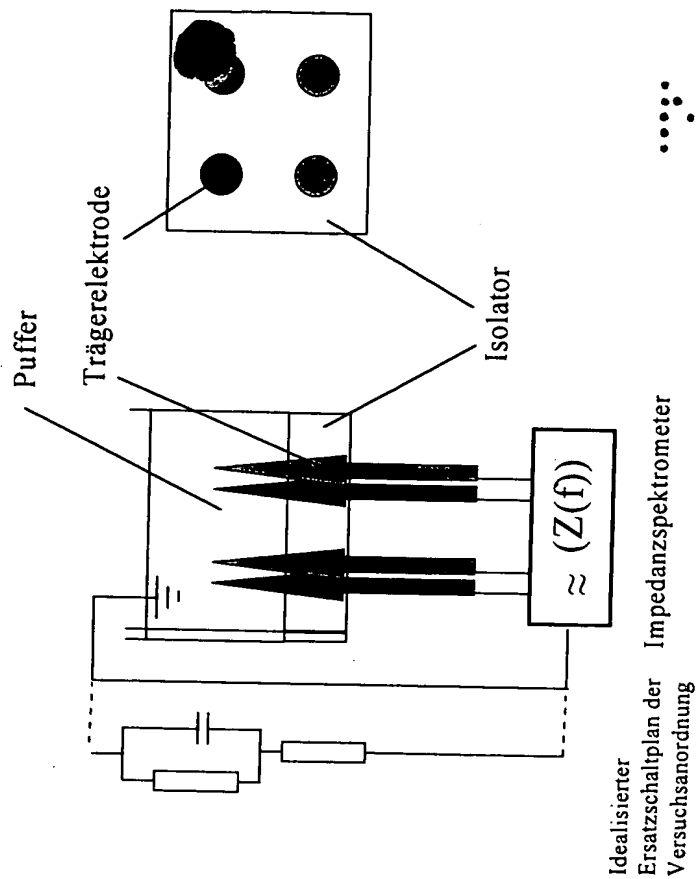 Puffer
Trägerelektrode
Isolator
≈ (Z(f))
Impedanzspektrometer
Idealisierter
Ersatzschaltplan der
Versuchsanordnung